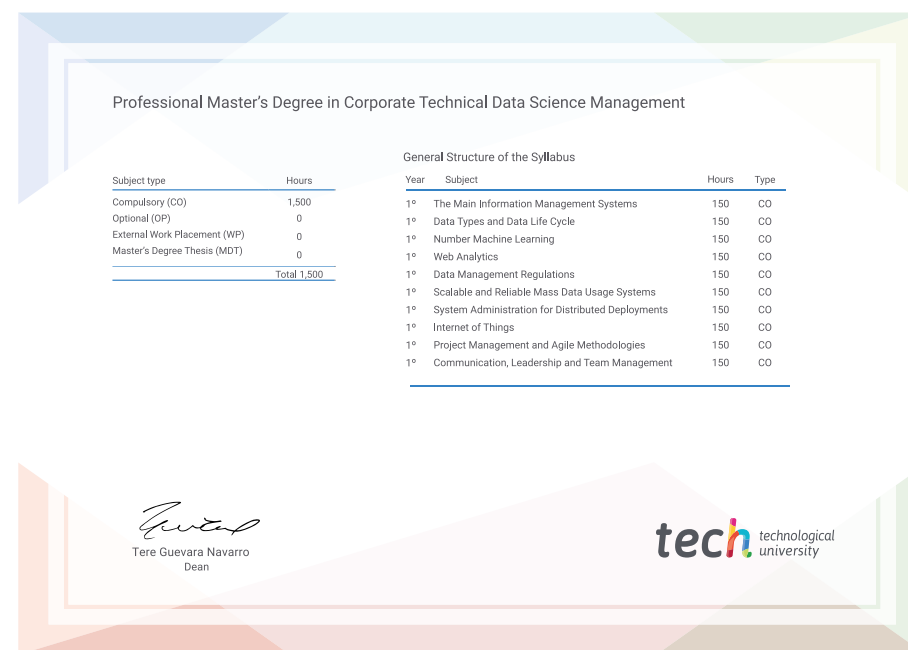 Professional Master's Degree in Corporate Technical Data Science Management
Subject type Hours
Compulsory (CO) 1,500
Optional (OP) 0
External Work Placement (WP) 0
Master's Degree Thesis (MDT) 0
Total 1,500
General Structure of the Syllabus
Year Subject Hours Type
1º The Main Information Management Systems 150 CO
1º Data Types and Data Life Cycle 150 CO
1º Number Machine Learning 150 CO
1º Web Analytics 150 CO
1º Data Management Regulations 150 CO
1º Scalable and Reliable Mass Data Usage Systems 150 CO
1º System Administration for Distributed Deployments 150 CO
1º Internet of Things 150 CO
1º Project Management and Agile Methodologies 150 CO
1º Communication, Leadership and Team Management 150 CO
Tere Guevara Navarro
Dean
tech technological
university